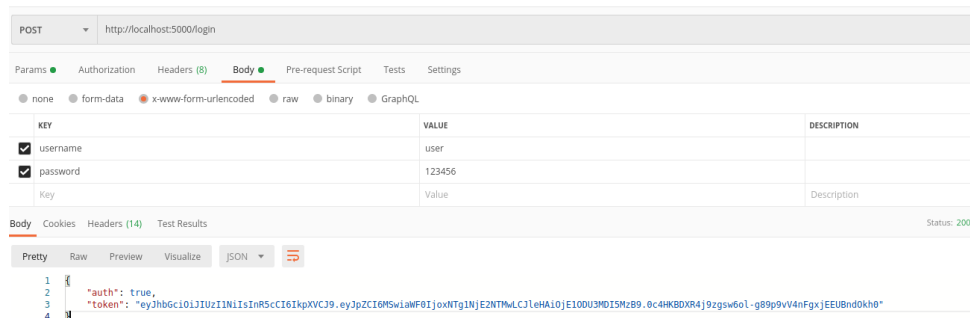 POST http://localhost:5000/login
Params Authorization Headers (8) Body Pre-request Script Tests Settings
none form-data x-www-form-urlencoded raw binary GraphQL
KEY VALUE DESCRIPTION
username user
password 123456
Key Value Description
Body Cookies Headers (14) Test Results Status: 200
Pretty Raw Preview Visualize JSON
1 {
2 "auth": true,
3 "token": "eyJhbGciOiJIUzI1NiIsInR5cCI6IkpXVCJ9.eyJpZCI6MSwiaWF0IjoxNTg1NjE2NTMwLCJleHAiOjE1ODU3MDI5MzB9.0c4HKBDXR4j9zgsw6ol-g89p9vV4nFgxjEEUBndOkh0"
4 }